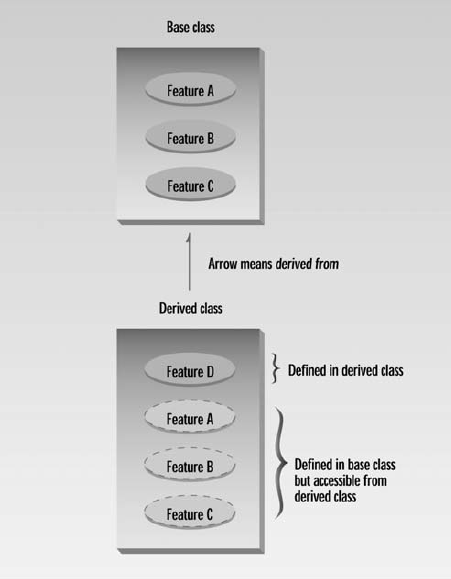 Base class
Feature A
Feature B
Feature C
Arrow means derived from
Derived class
Feature D
Defined in derived class
Feature A
Feature B
Feature C
Defined in base class
but accessible from
derived class